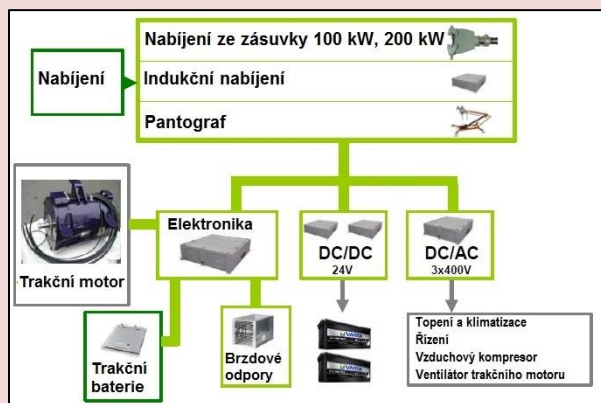 Nabíjení ze zásuvky 100 kW, 200 kW
Nabíjení
Indukční nabíjení
Pantograf
Elektronika
DC/DC
24V
DC/AC
3x400V
Trakční motor
Trakční
baterie
Brzdové
odpory
VARTA
Topení a klimatizace
Řízení
Vzduchový kompresor
Ventilátor trakčního motoru